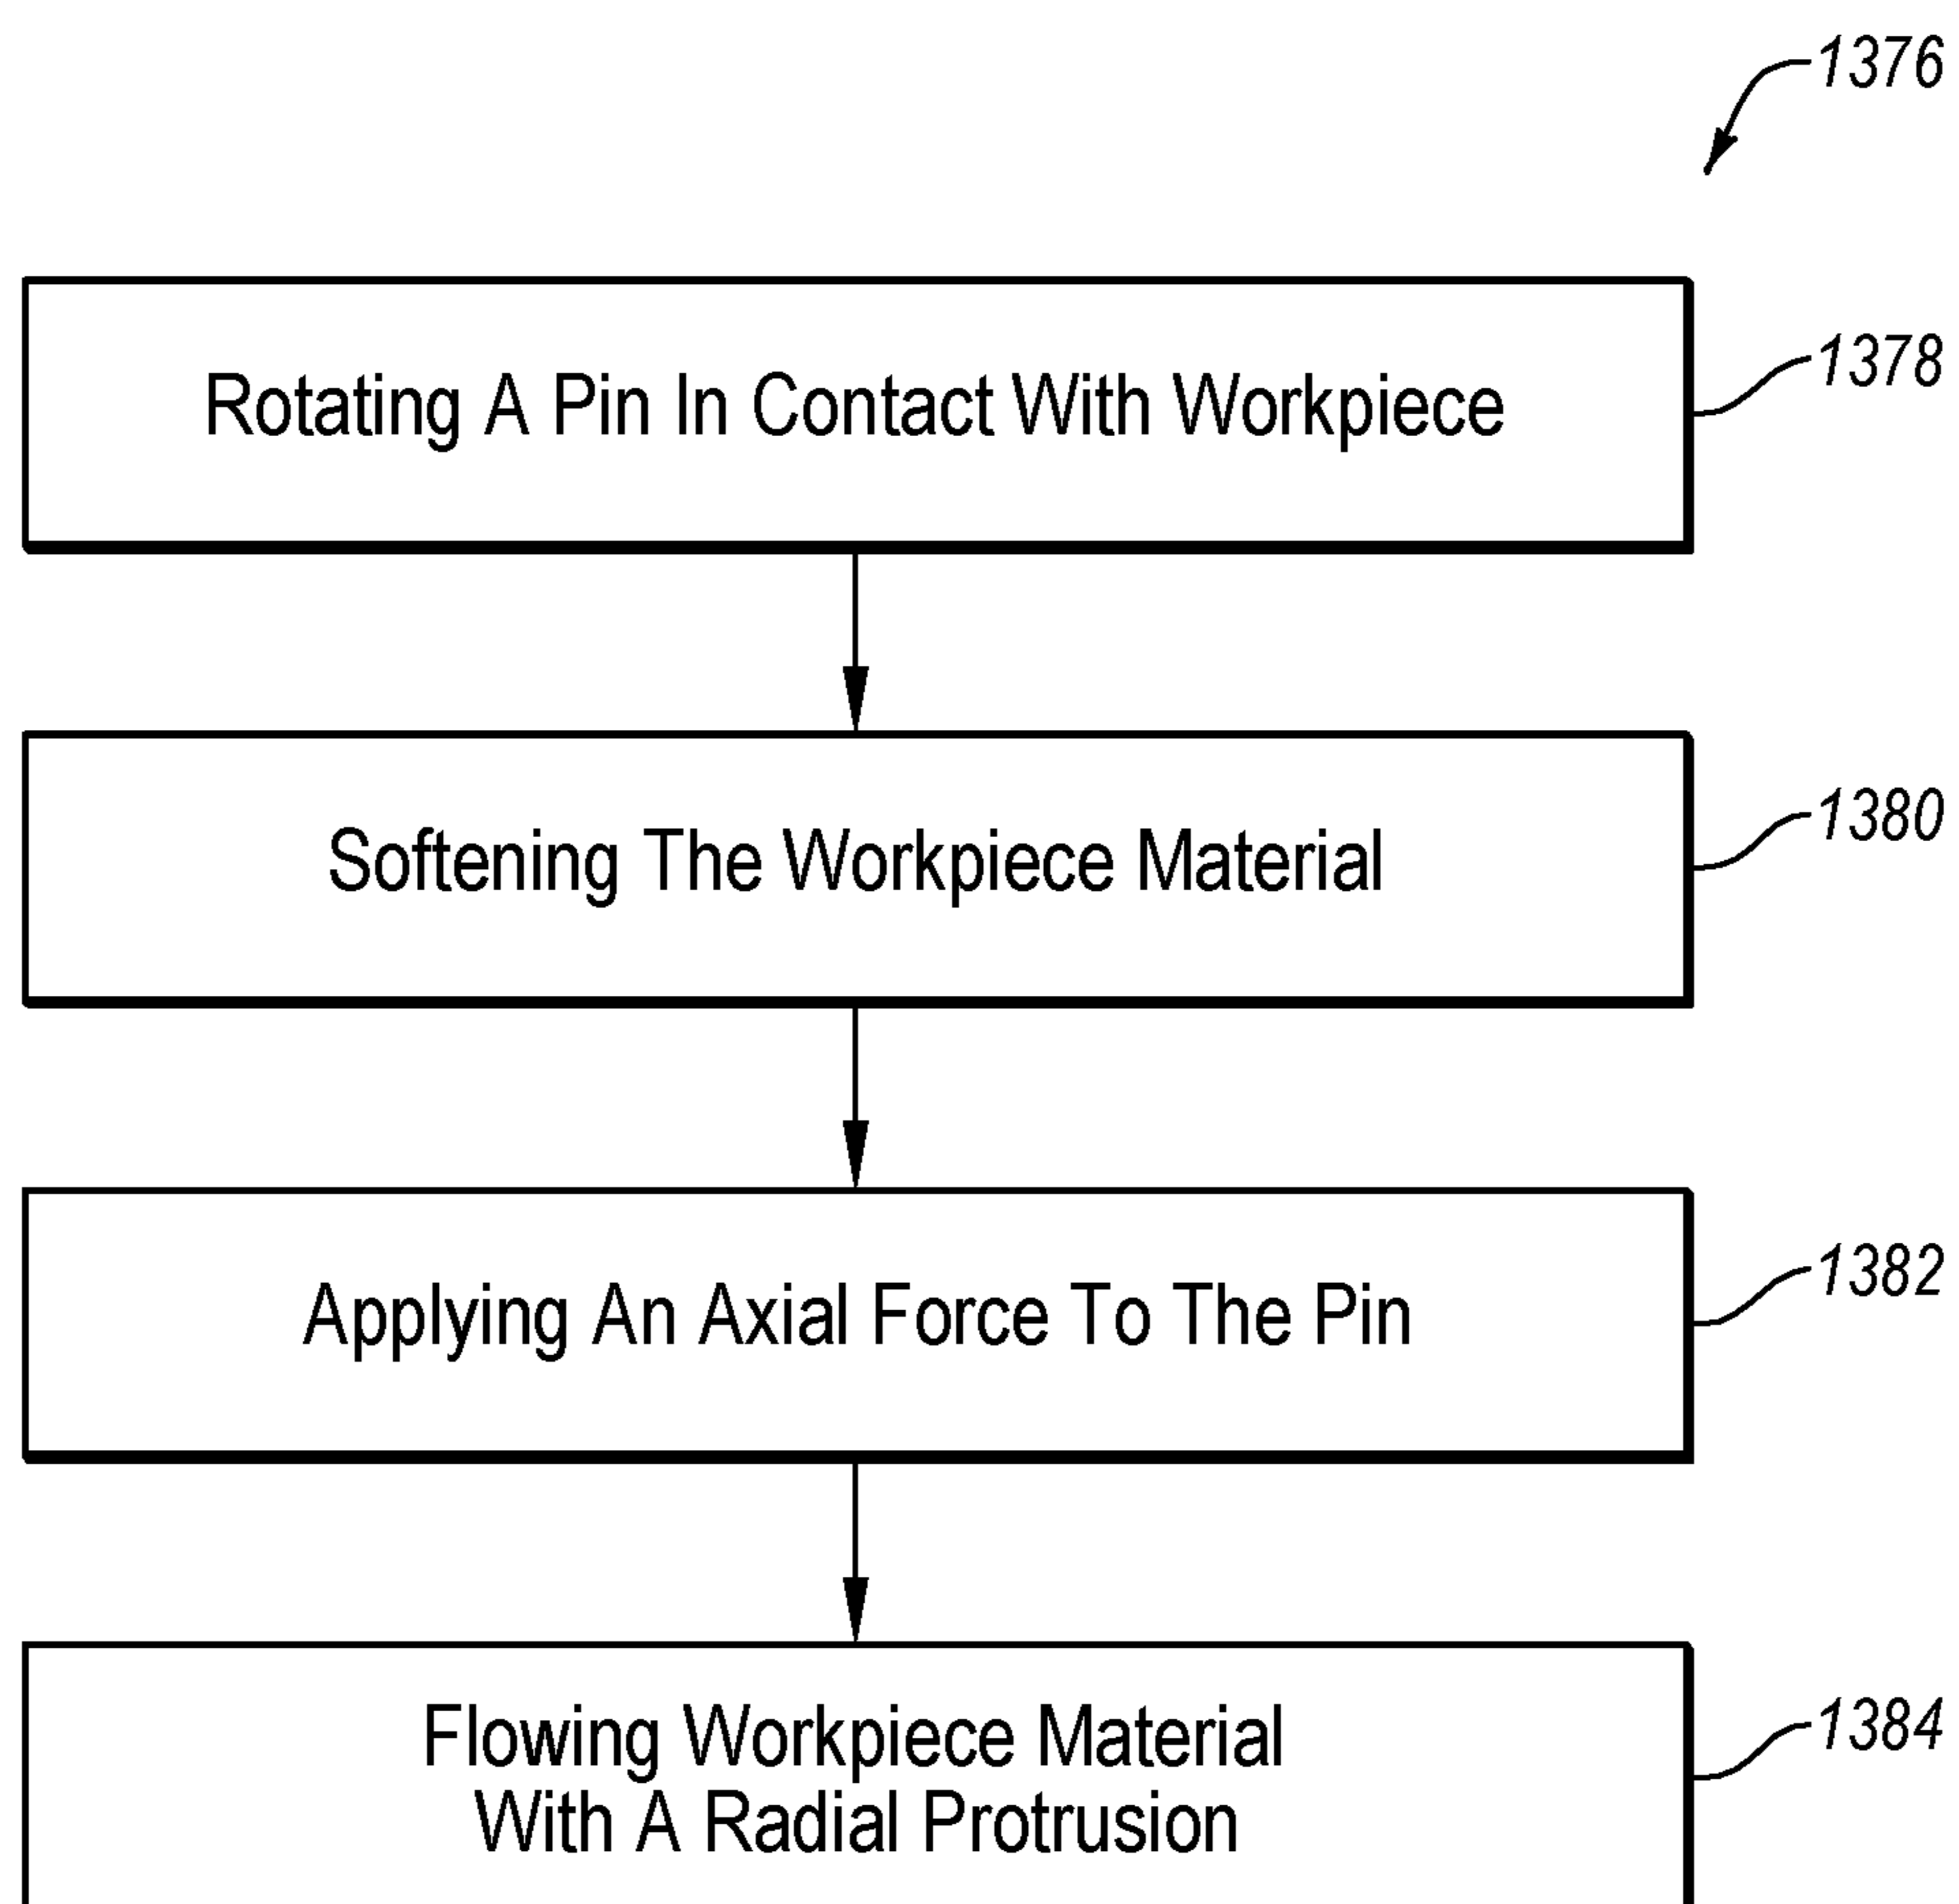 1376
Rotating A Pin In Contact With Workpiece
1378
Softening The Workpiece Material
1380
Applying An Axial Force To The Pin
1382
Flowing Workpiece Material
With A Radial Protrusion
1384